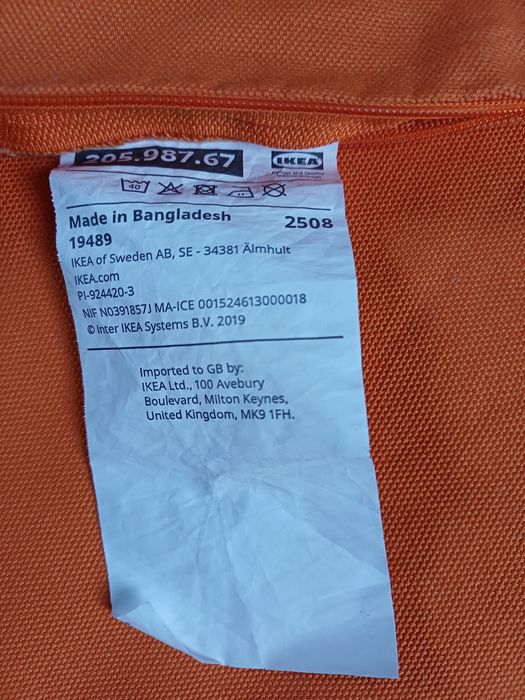 205.987.67
IKEA
40
Made in Bangladesh 2508
19489
IKEA of Sweden AB, SE - 34381 Älmhult
IKEA.com
PI-924420-3
NIF N0391857J MA-ICE 001524613000018
© Inter IKEA Systems B.V. 2019
Imported to GB by:
IKEA Ltd., 100 Avebury
Boulevard, Milton Keynes,
United Kingdom, MK9 1FH.